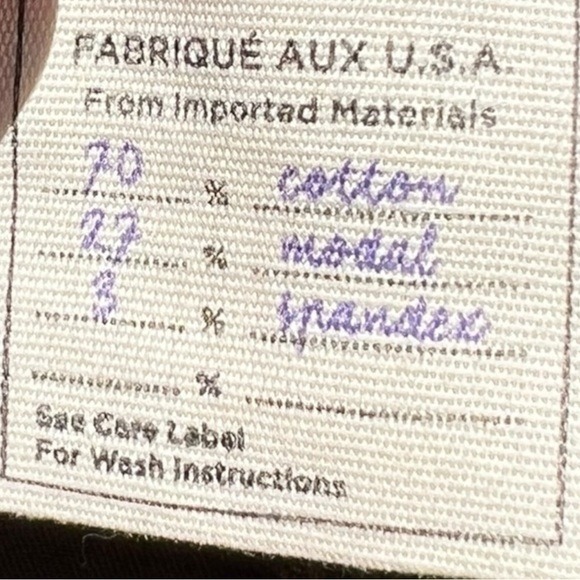 FABRIQUÉ AUX U.S.A.
From Imported Materials
70 % cotton
27 % modal
3 % spandex
%
See Care Label
For Wash Instructions